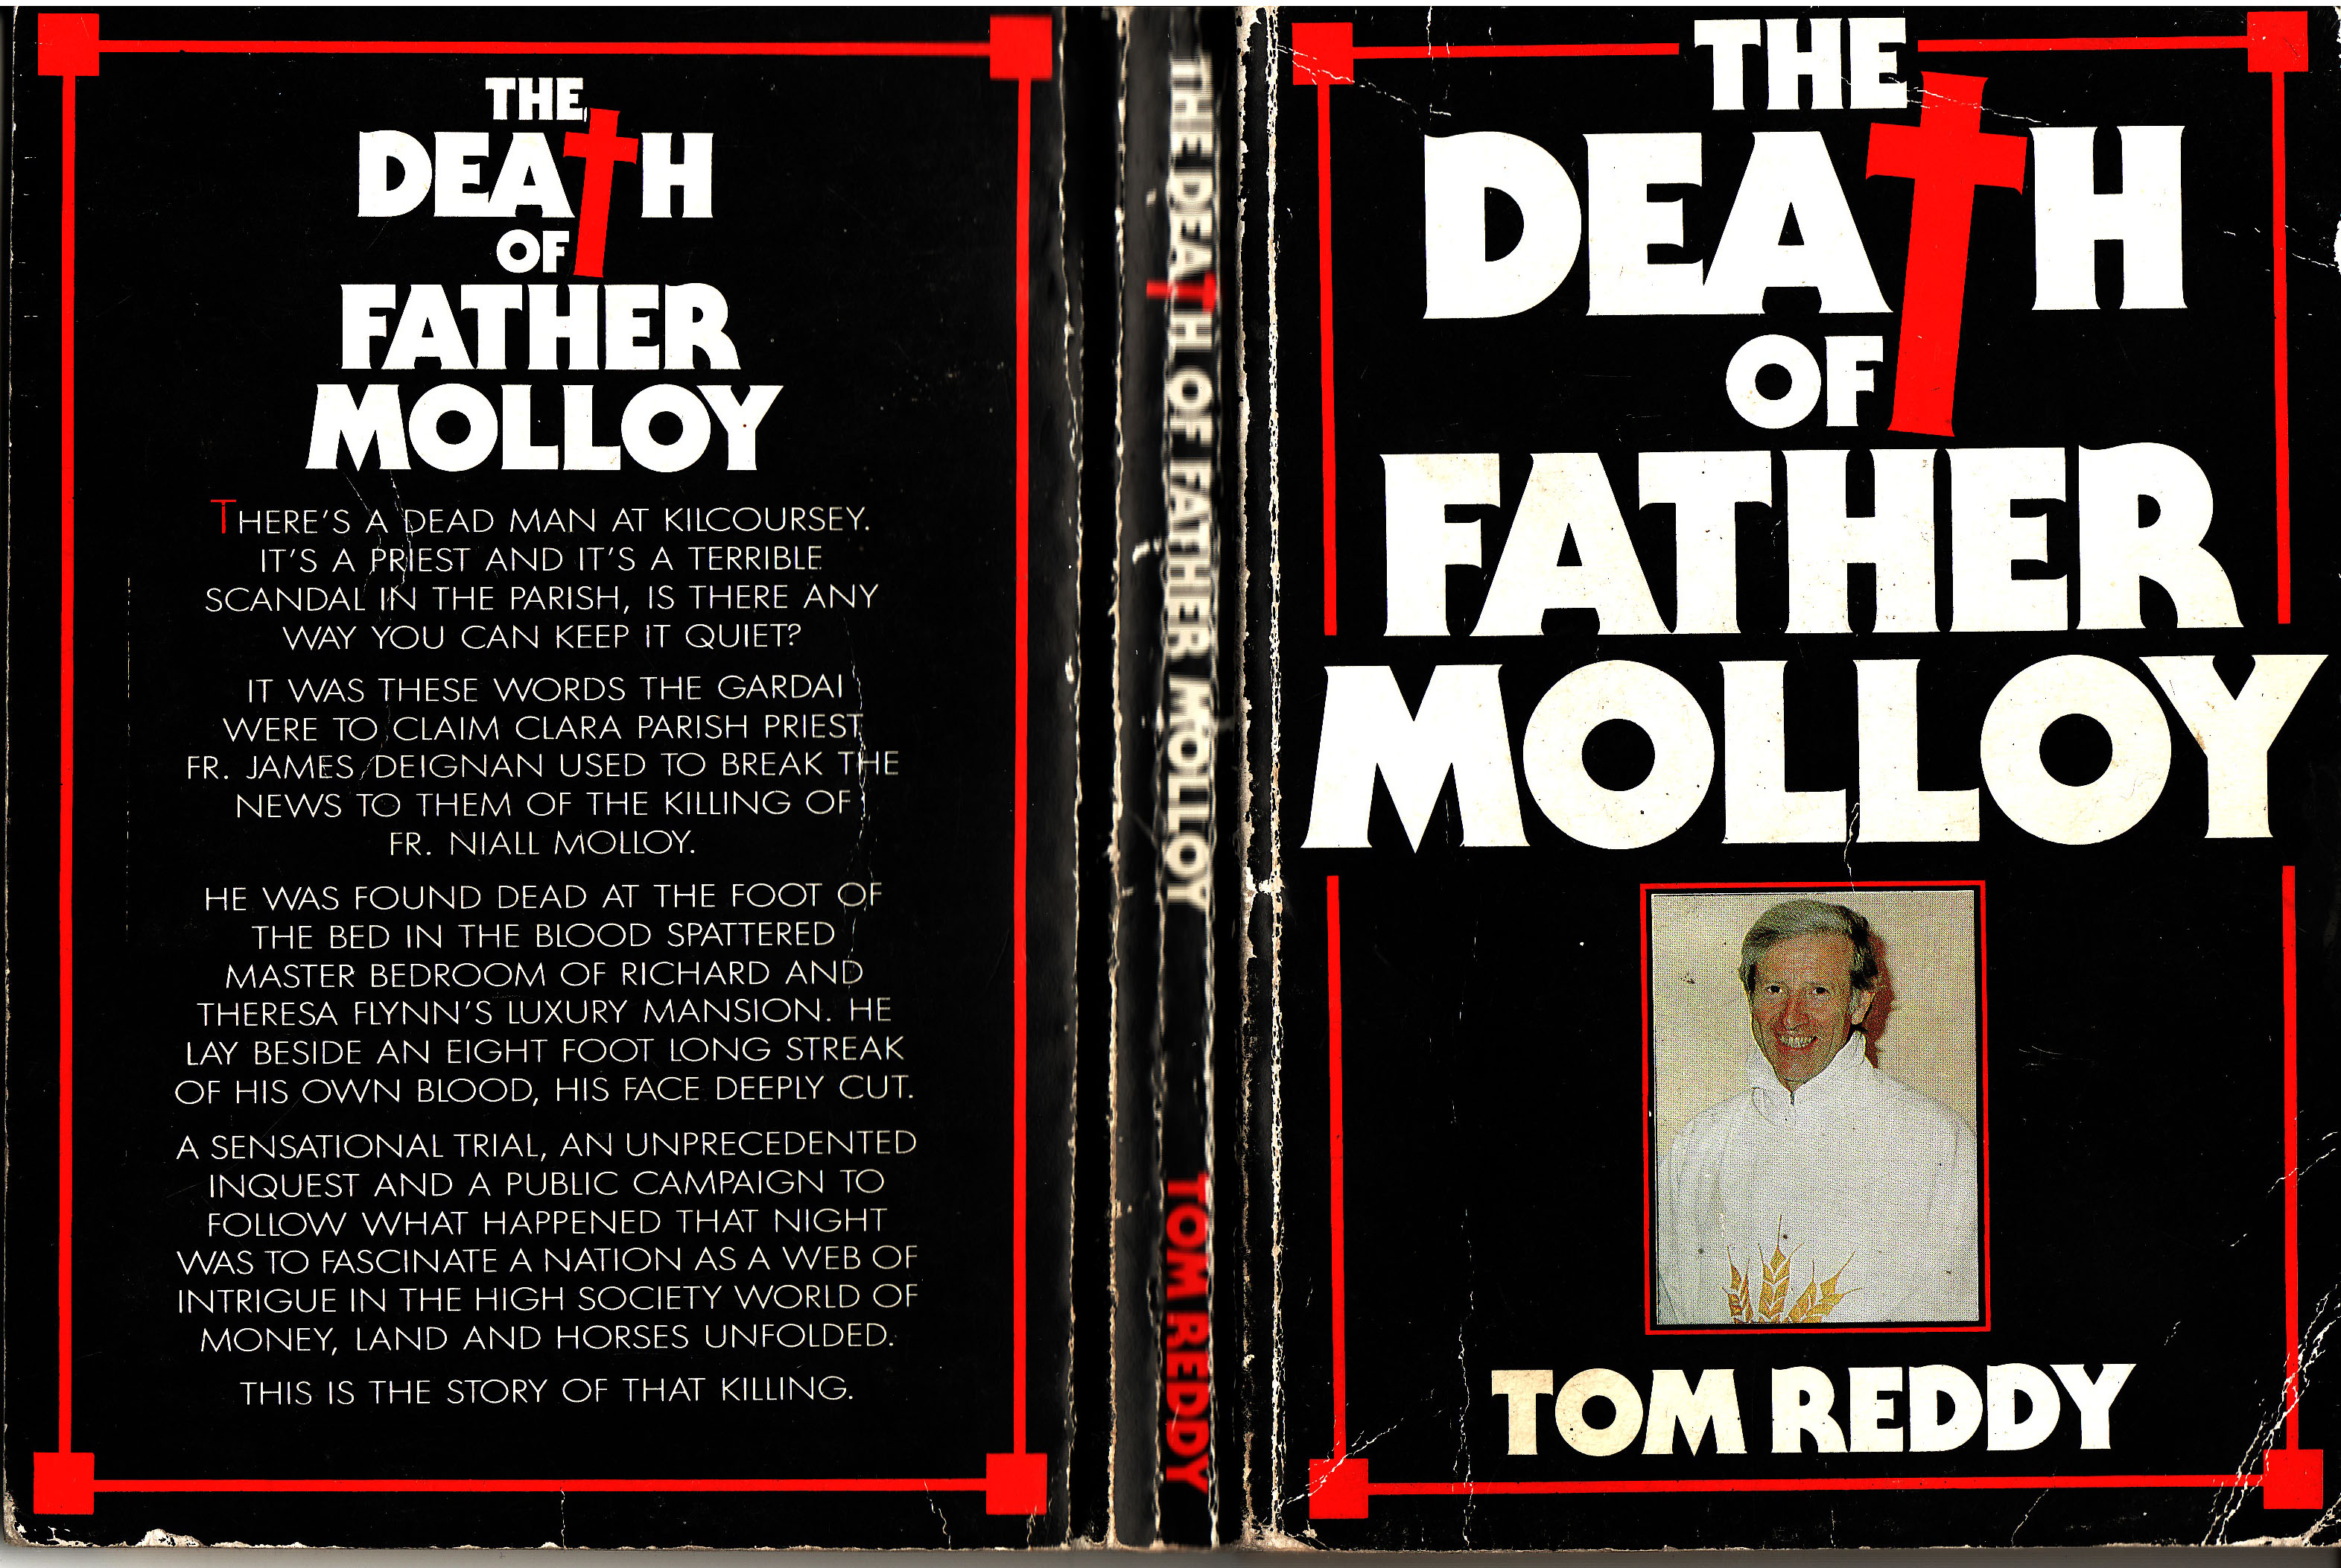 THE
DEATH
OF
FATHER
MOLLOY
THERE'S A DEAD MAN AT KILCOURSEY.
IT'S A PRIEST AND IT'S A TERRIBLE
SCANDAL IN THE PARISH, IS THERE ANY
WAY YOU CAN KEEP IT QUIET?
IT WAS THESE WORDS THE GARDAI
WERE TO CLAIM CLARA PARISH PRIEST
FR. JAMES DEIGNAN USED TO BREAK THE
NEWS TO THEM OF THE KILLING OF
FR. NIALL MOLLOY.
HE WAS FOUND DEAD AT THE FOOT OF
THE BED IN THE BLOOD SPATTERED
MASTER BEDROOM OF RICHARD AND
THERESA FLYNN'S LUXURY MANSION. HE
LAY BESIDE AN EIGHT FOOT LONG STREAK
OF HIS OWN BLOOD, HIS FACE DEEPLY CUT.
A SENSATIONAL TRIAL, AN UNPRECEDENTED
INQUEST AND A PUBLIC CAMPAIGN TO
FOLLOW WHAT HAPPENED THAT NIGHT
WAS TO FASCINATE A NATION AS A WEB OF
INTRIGUE IN THE HIGH SOCIETY WORLD OF
MONEY, LAND AND HORSES UNFOLDED.
THIS IS THE STORY OF THAT KILLING.
THE DEATH OF FATHER MOLLOY
TOM REDDY
THE
DEATH
OF
FATHER
MOLLOY
TOM REDDY